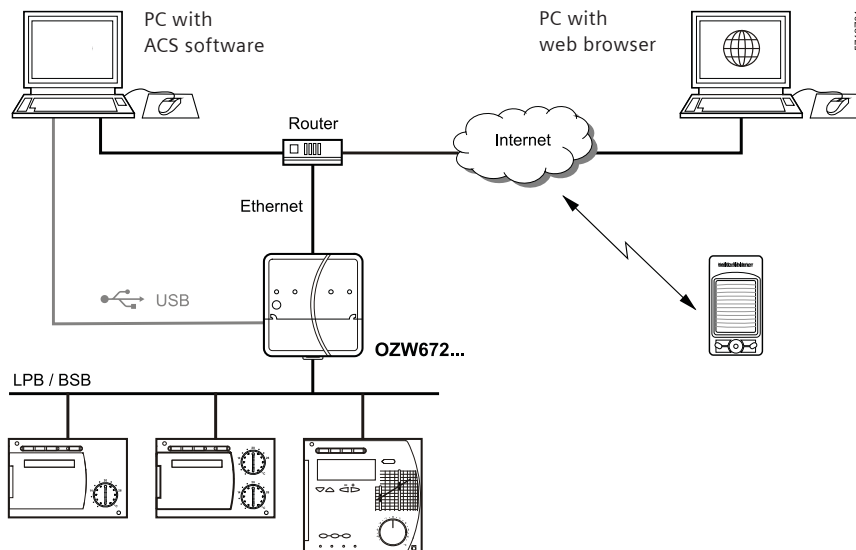 PC with
ACS software
PC with
web browser
Router
Internet
Ethernet
USB
OZW672...
LPB / BSB